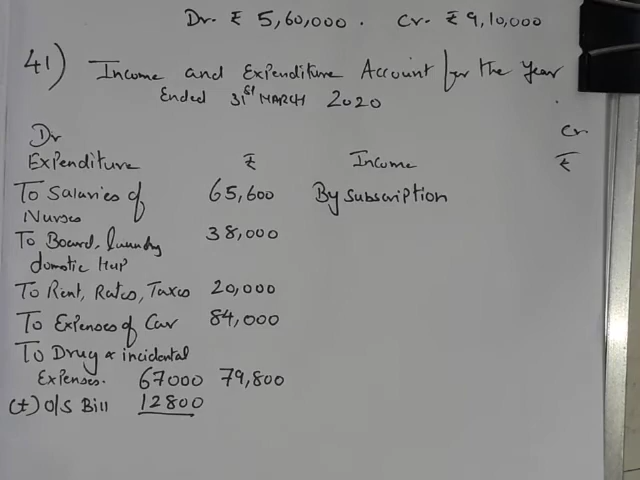 Dr. ₹ 5,60,000. Cr. ₹ 9,10,000
41) Income and Expenditure Account for the Year
Ended 31st MARCH 2020
Dr Cr.
Expenditure ₹ Income ₹
To Salaries of 65,600 By subscription
Nurses
To Board, laundry 38,000
domotic Help
To Rent, Rates, Taxes 20,000
To Expenses of Car 84,000
To Drug & incidental
Expenses. 67000 79,800
(+) O/S Bill 12800